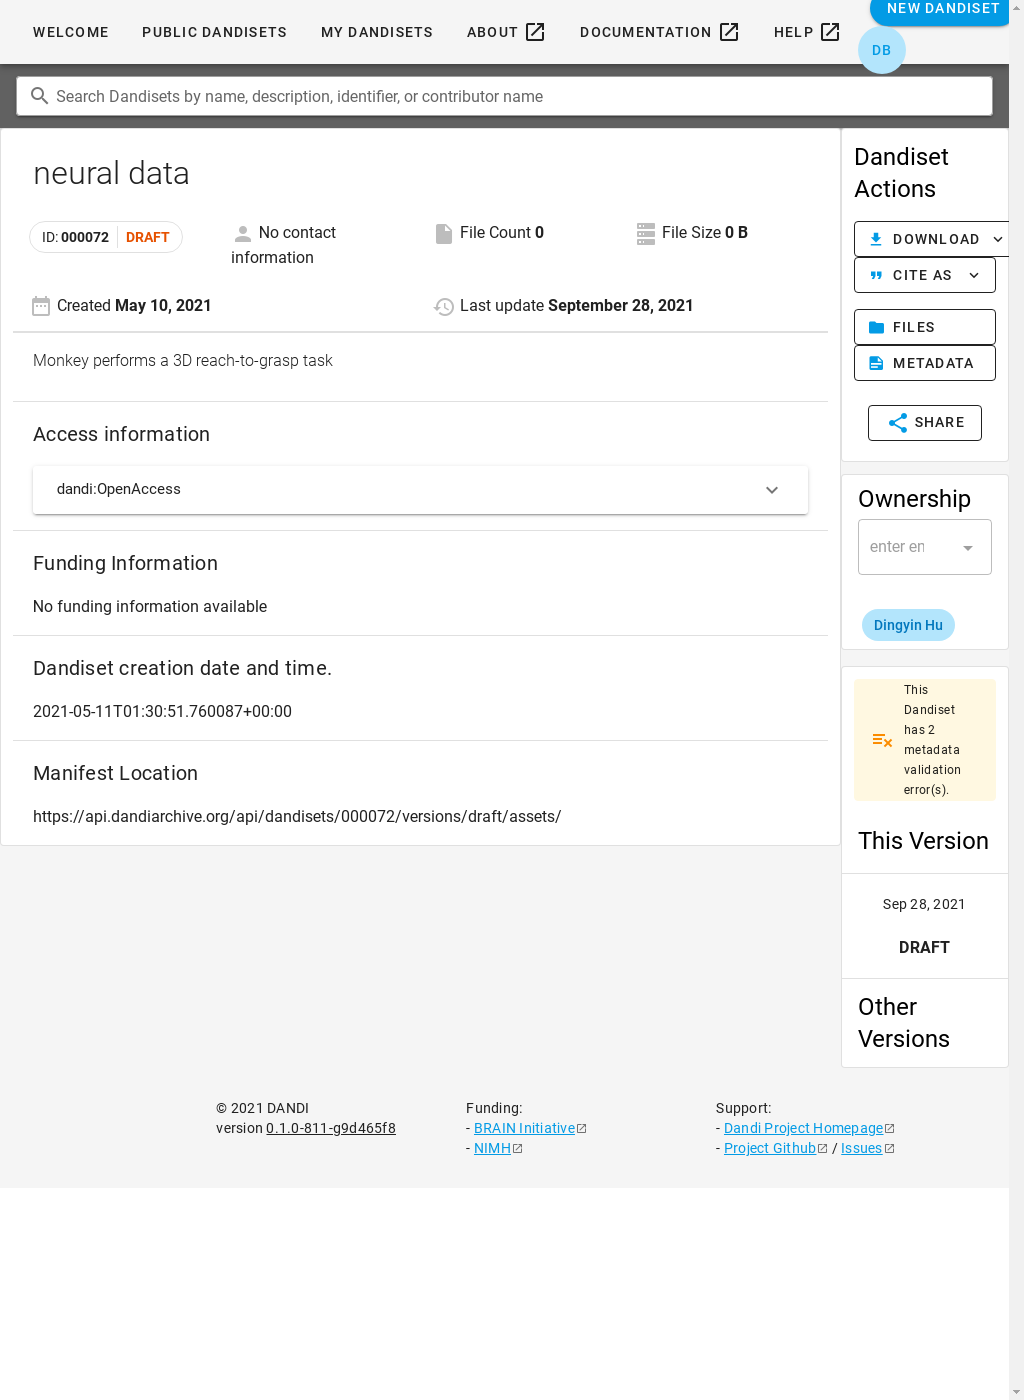 WELCOME PUBLIC DANDISETS MY DANDISETS ABOUT DOCUMENTATION HELP NEW DANDISET
DB
Search Dandisets by name, description, identifier, or contributor name
neural data
ID: 000072 DRAFT
No contact information
File Count 0
File Size 0 B
Created May 10, 2021
Last update September 28, 2021
Monkey performs a 3D reach-to-grasp task
Access information
dandi:OpenAccess
Funding Information
No funding information available
Dandiset creation date and time.
2021-05-11T01:30:51.760087+00:00
Manifest Location
https://api.dandiarchive.org/api/dandisets/000072/versions/draft/assets/
Dandiset
Actions
DOWNLOAD
CITE AS
FILES
METADATA
SHARE
Ownership
enter en
Dingyin Hu
This
Dandiset
has 2
metadata
validation
error(s).
This Version
Sep 28, 2021
DRAFT
Other
Versions
© 2021 DANDI
version 0.1.0-811-g9d465f8
Funding:
- BRAIN Initiative
- NIMH
Support:
- Dandi Project Homepage
- Project Github / Issues